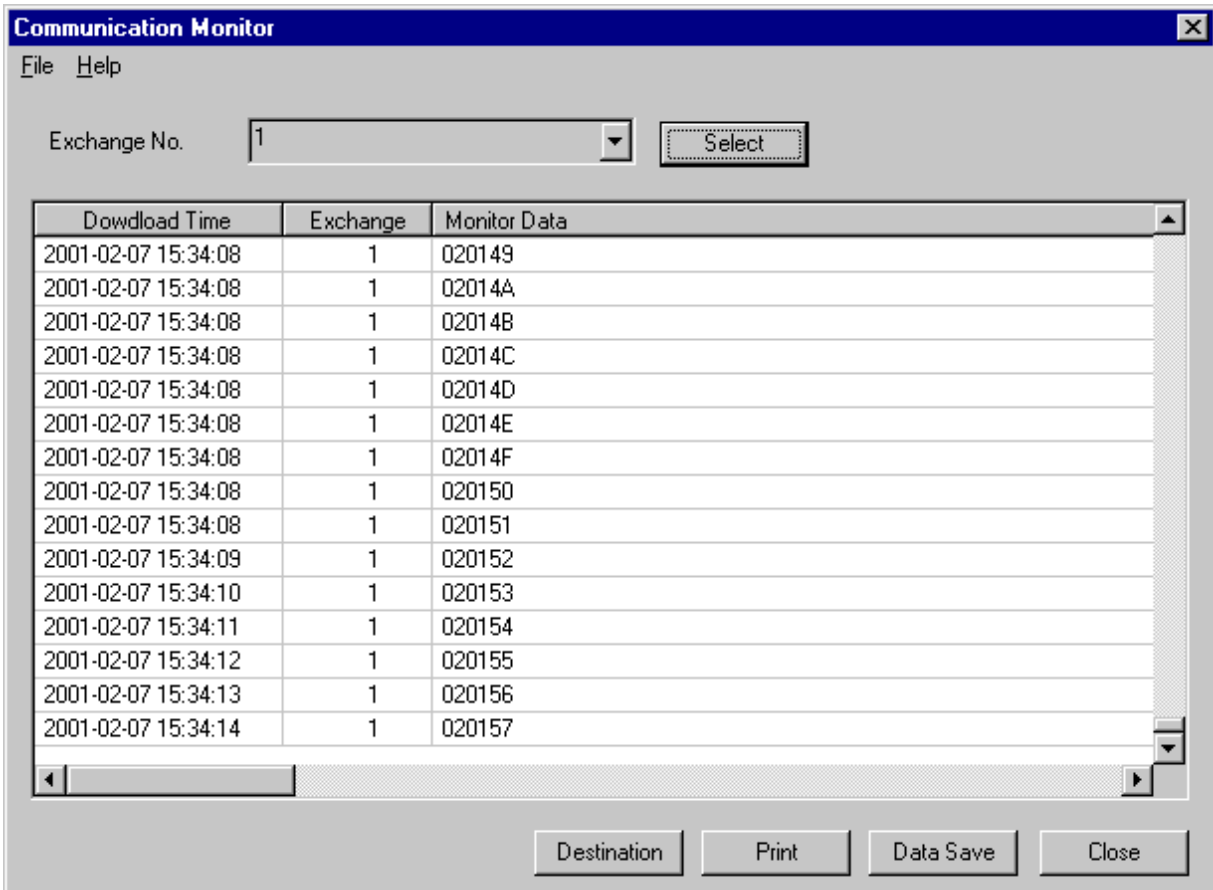 Communication Monitor
File Help
Exchange No. 1 Select
Dowdload Time Exchange Monitor Data
2001-02-07 15:34:08 1 020149
2001-02-07 15:34:08 1 02014A
2001-02-07 15:34:08 1 02014B
2001-02-07 15:34:08 1 02014C
2001-02-07 15:34:08 1 02014D
2001-02-07 15:34:08 1 02014E
2001-02-07 15:34:08 1 02014F
2001-02-07 15:34:08 1 020150
2001-02-07 15:34:08 1 020151
2001-02-07 15:34:09 1 020152
2001-02-07 15:34:10 1 020153
2001-02-07 15:34:11 1 020154
2001-02-07 15:34:12 1 020155
2001-02-07 15:34:13 1 020156
2001-02-07 15:34:14 1 020157
Destination Print Data Save Close